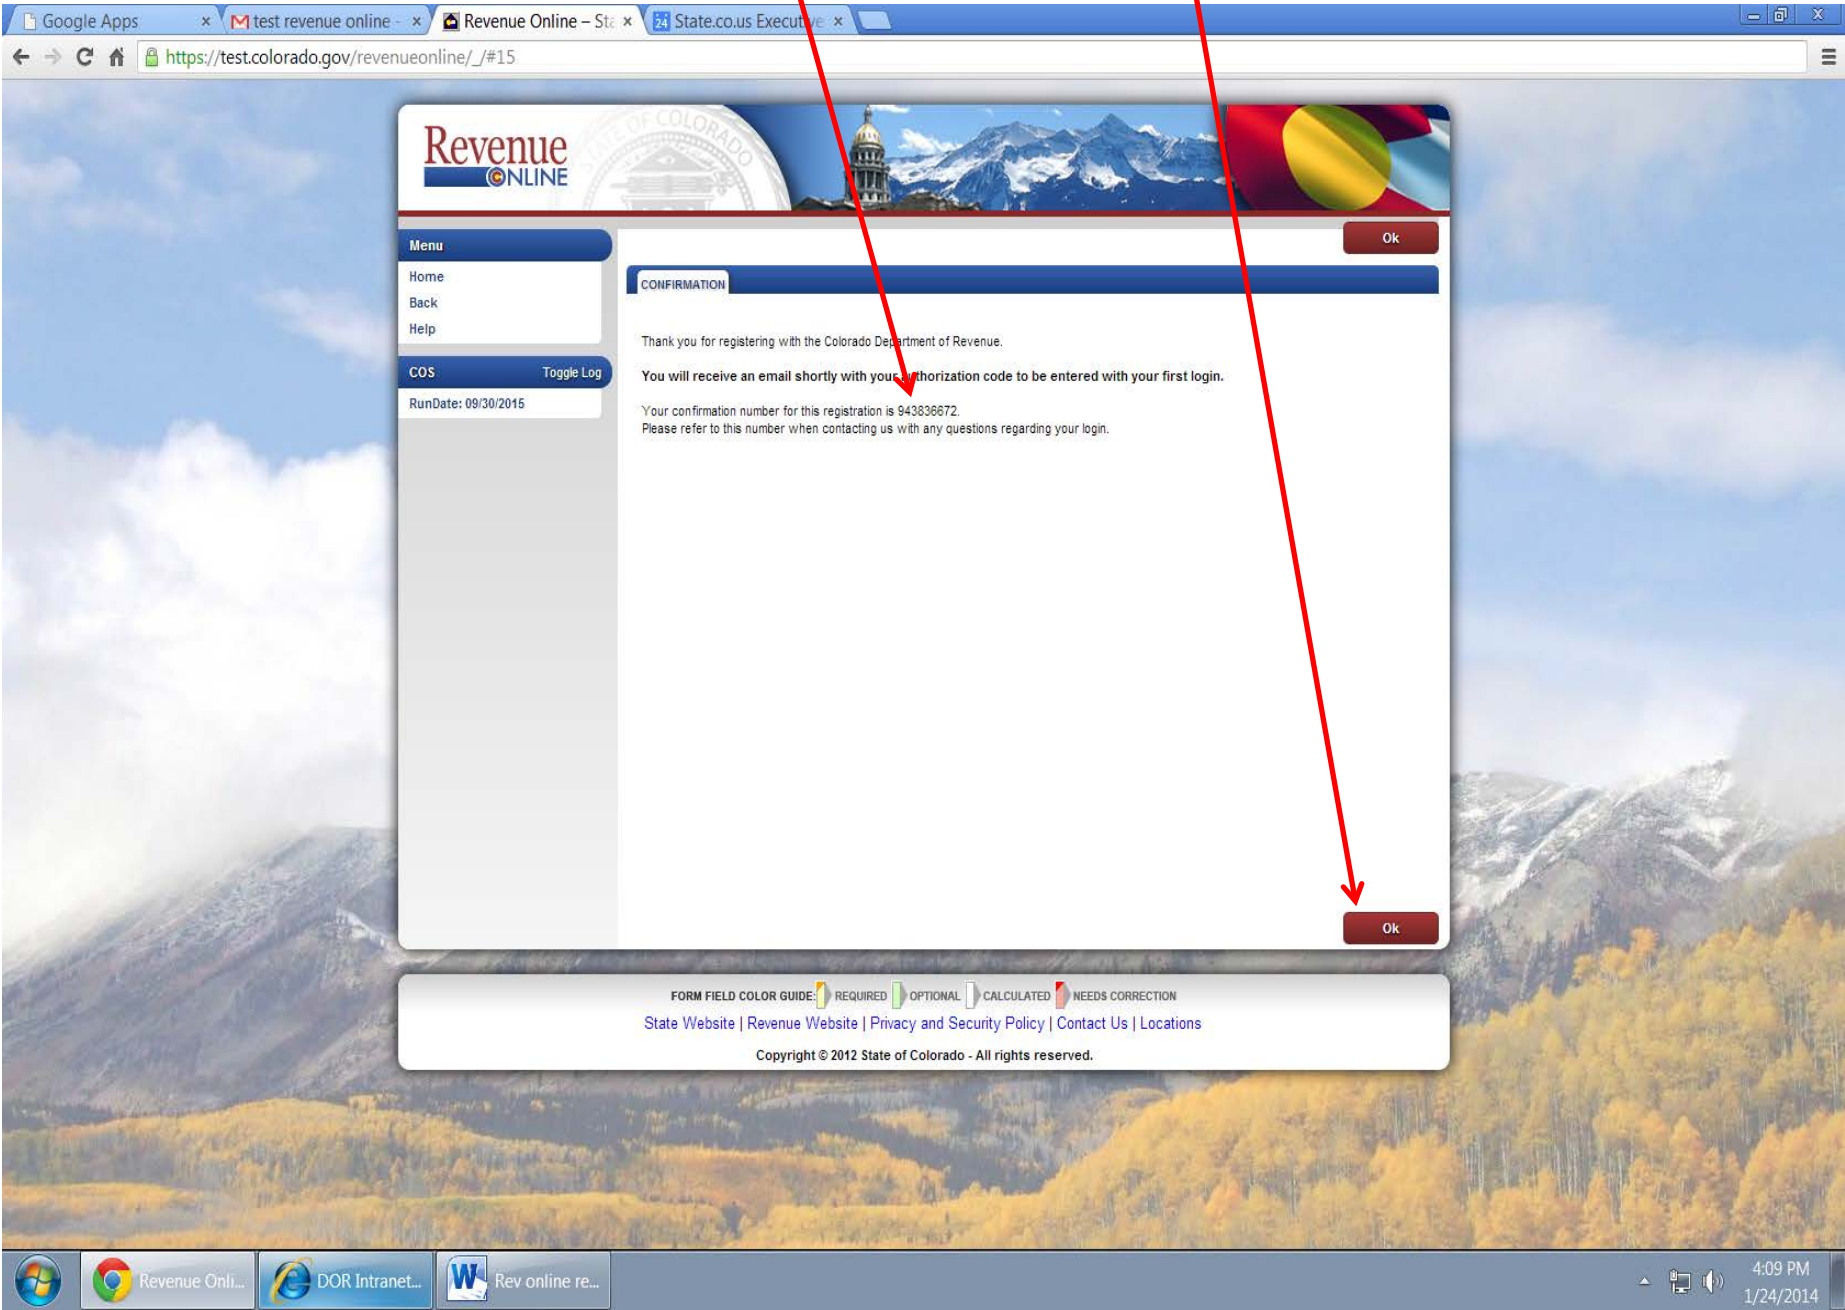 Google Apps
test revenue online -
Revenue Online – Sta
State.co.us Executive
https://test.colorado.gov/revenueonline/_/#15
Revenue
ONLINE
STATE OF COLORADO
Ok
Menu
Home
Back
Help
CONFIRMATION
Thank you for registering with the Colorado Department of Revenue.
COS Toggle Log
You will receive an email shortly with your authorization code to be entered with your first login.
RunDate: 09/30/2015
Your confirmation number for this registration is 943836672.
Please refer to this number when contacting us with any questions regarding your login.
Ok
FORM FIELD COLOR GUIDE: REQUIRED OPTIONAL CALCULATED NEEDS CORRECTION
State Website | Revenue Website | Privacy and Security Policy | Contact Us | Locations
Copyright © 2012 State of Colorado - All rights reserved.
Revenue Onli...
DOR Intranet...
Rev online re...
4:09 PM
1/24/2014